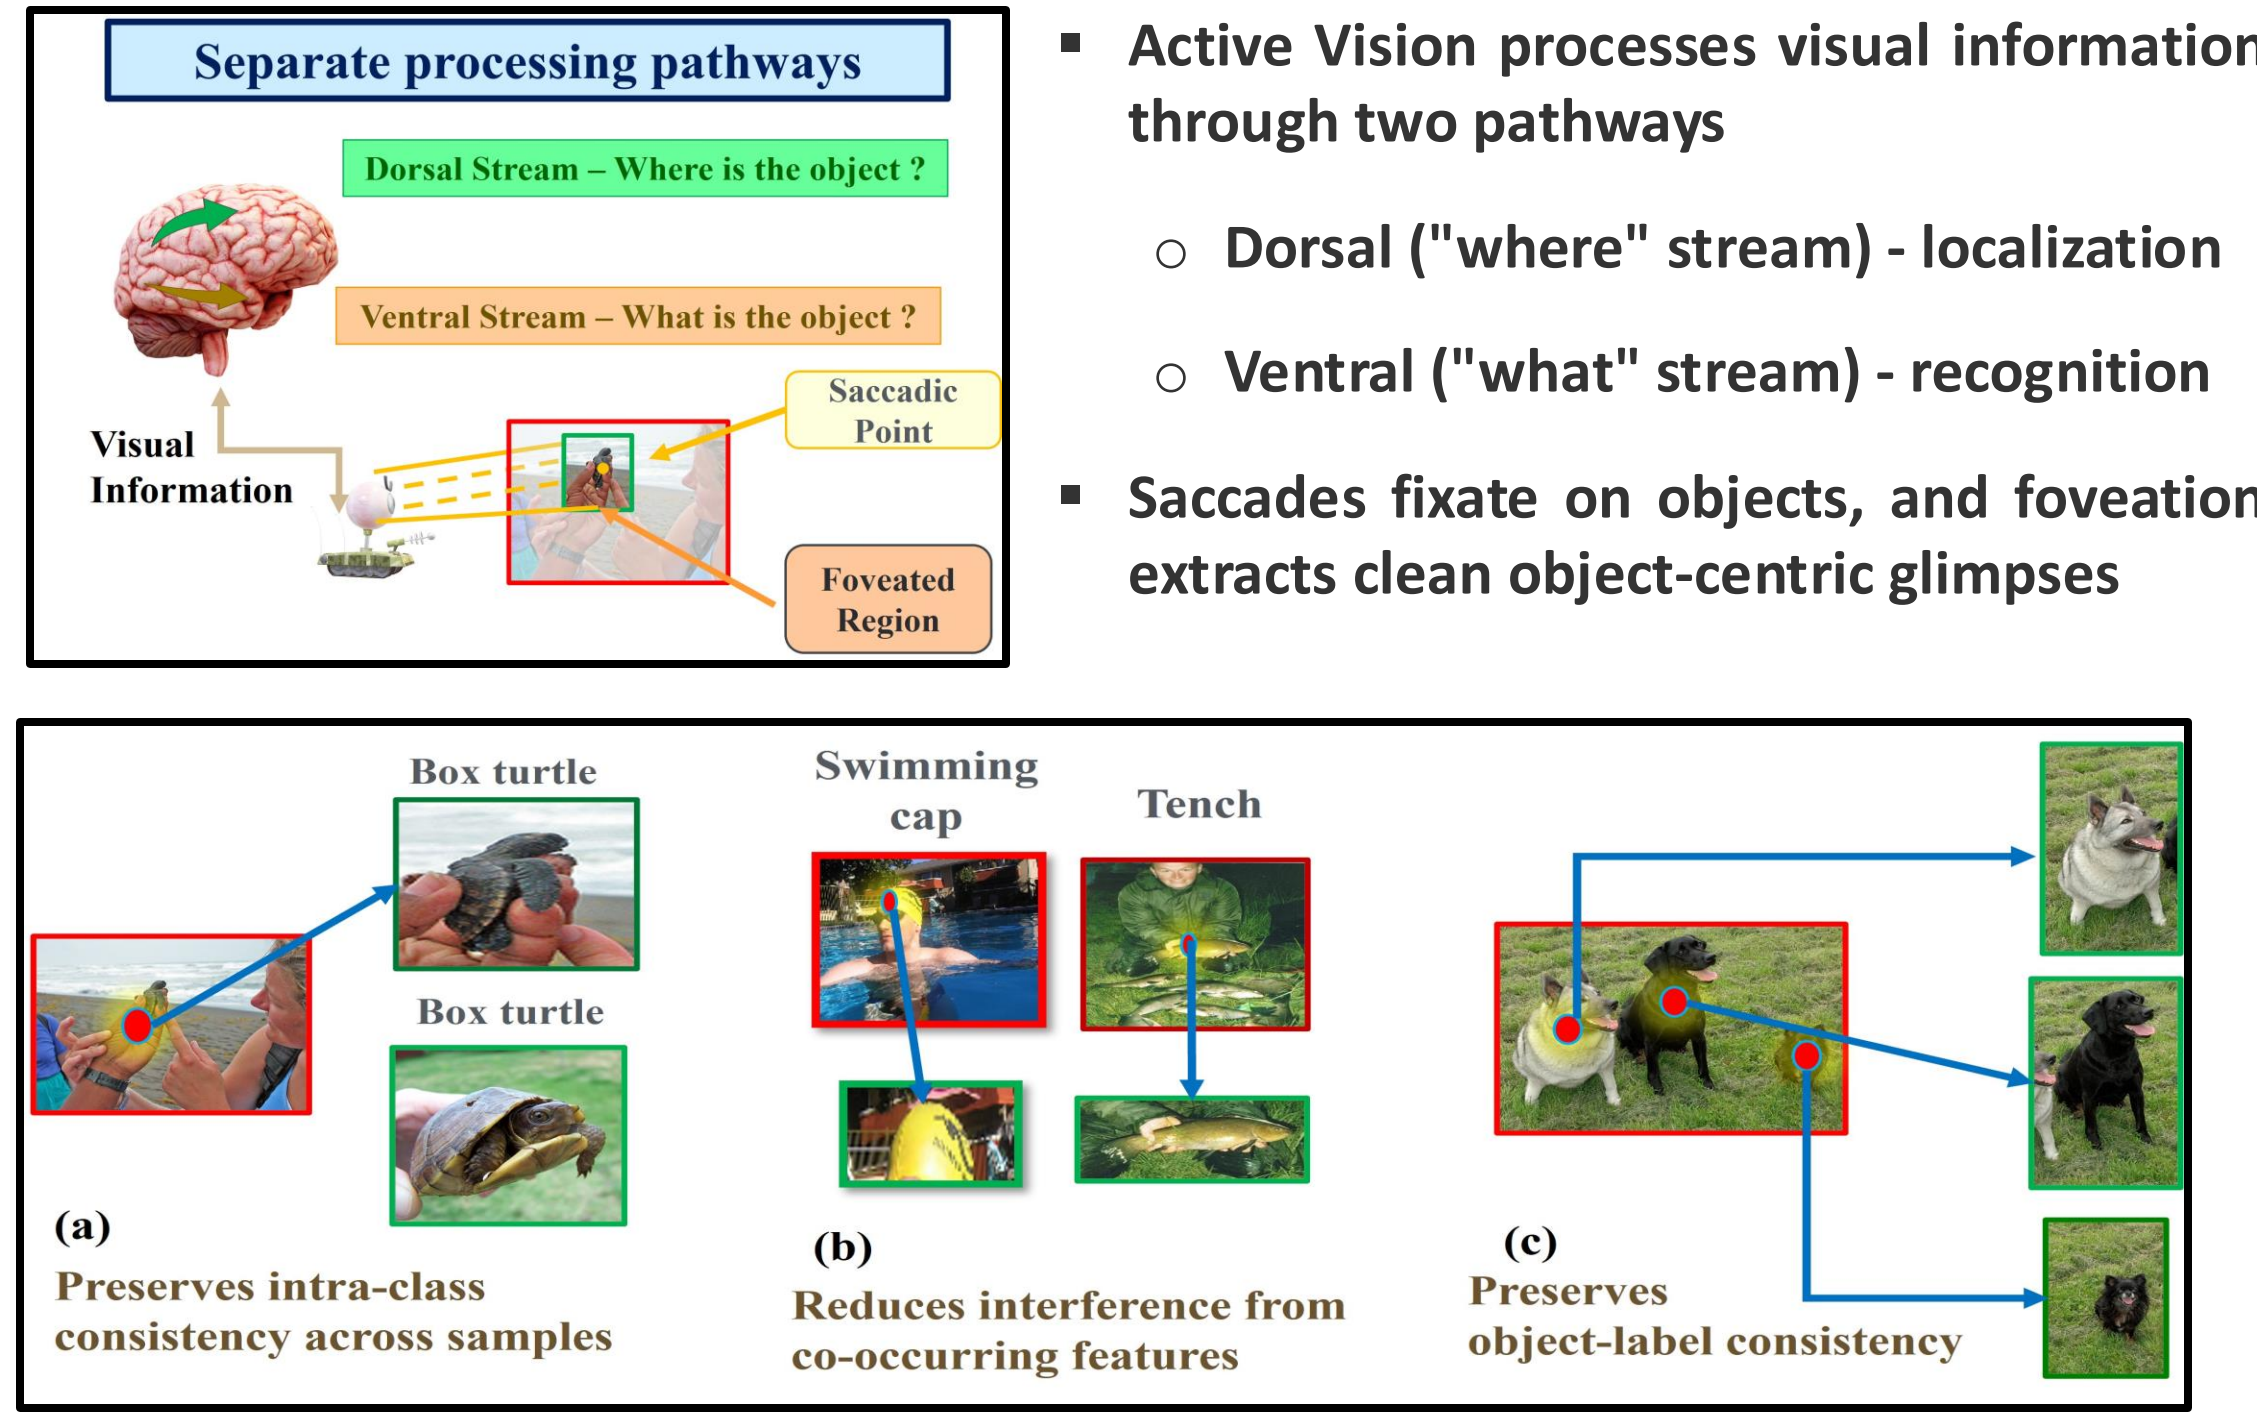 Separate processing pathways
Dorsal Stream – Where is the object ?
Ventral Stream – What is the object ?
Saccadic
Point
Visual
Information
Foveated
Region
▪ Active Vision processes visual information
through two pathways
o Dorsal ("where" stream) - localization
o Ventral ("what" stream) - recognition
▪ Saccades fixate on objects, and foveation
extracts clean object-centric glimpses
Box turtle
Box turtle
(a)
Preserves intra-class
consistency across samples
Swimming
cap
Tench
(b)
Reduces interference from
co-occurring features
(c)
Preserves
object-label consistency